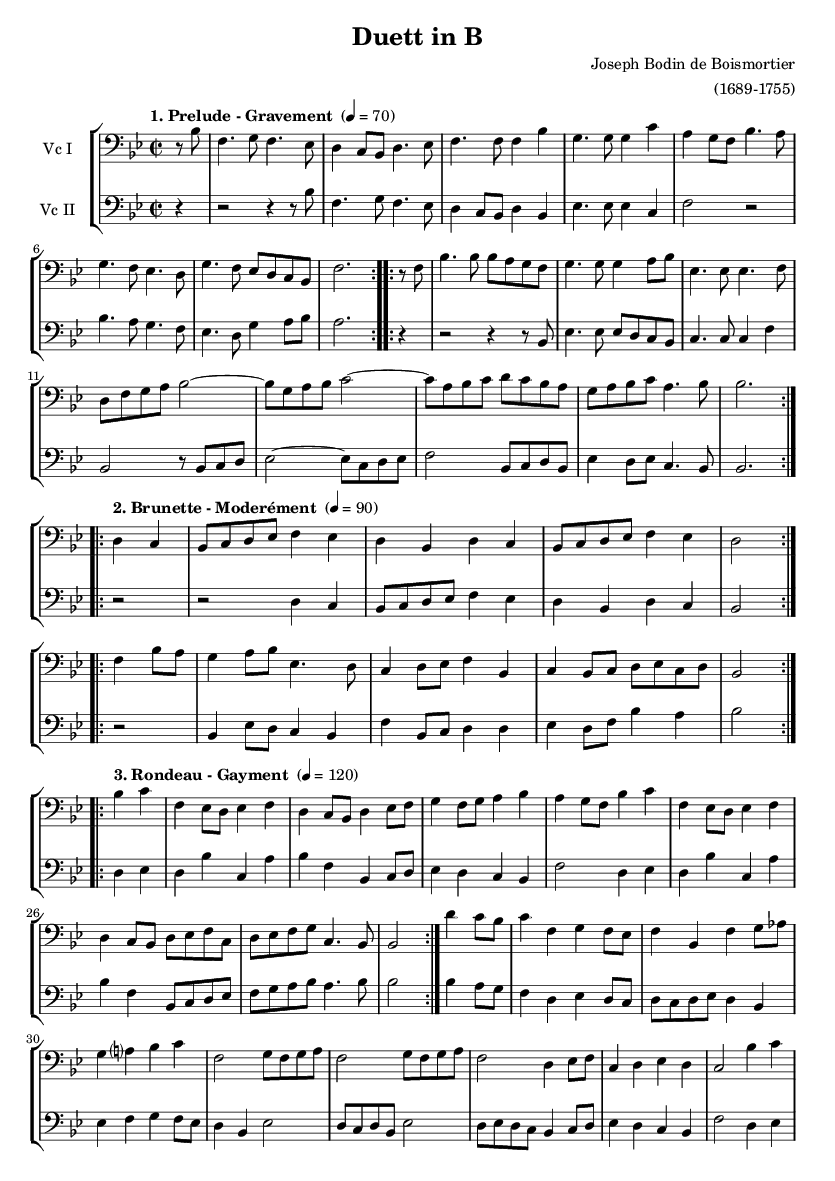 Duett in B
Joseph Bodin de Boismortier
(1689-1755)
1. Prelude - Gravement (♩ = 70)
Vc I
Vc II
6
11
2. Brunette - Moderément (♩ = 90)
3. Rondeau - Gayment (♩ = 120)
26
30